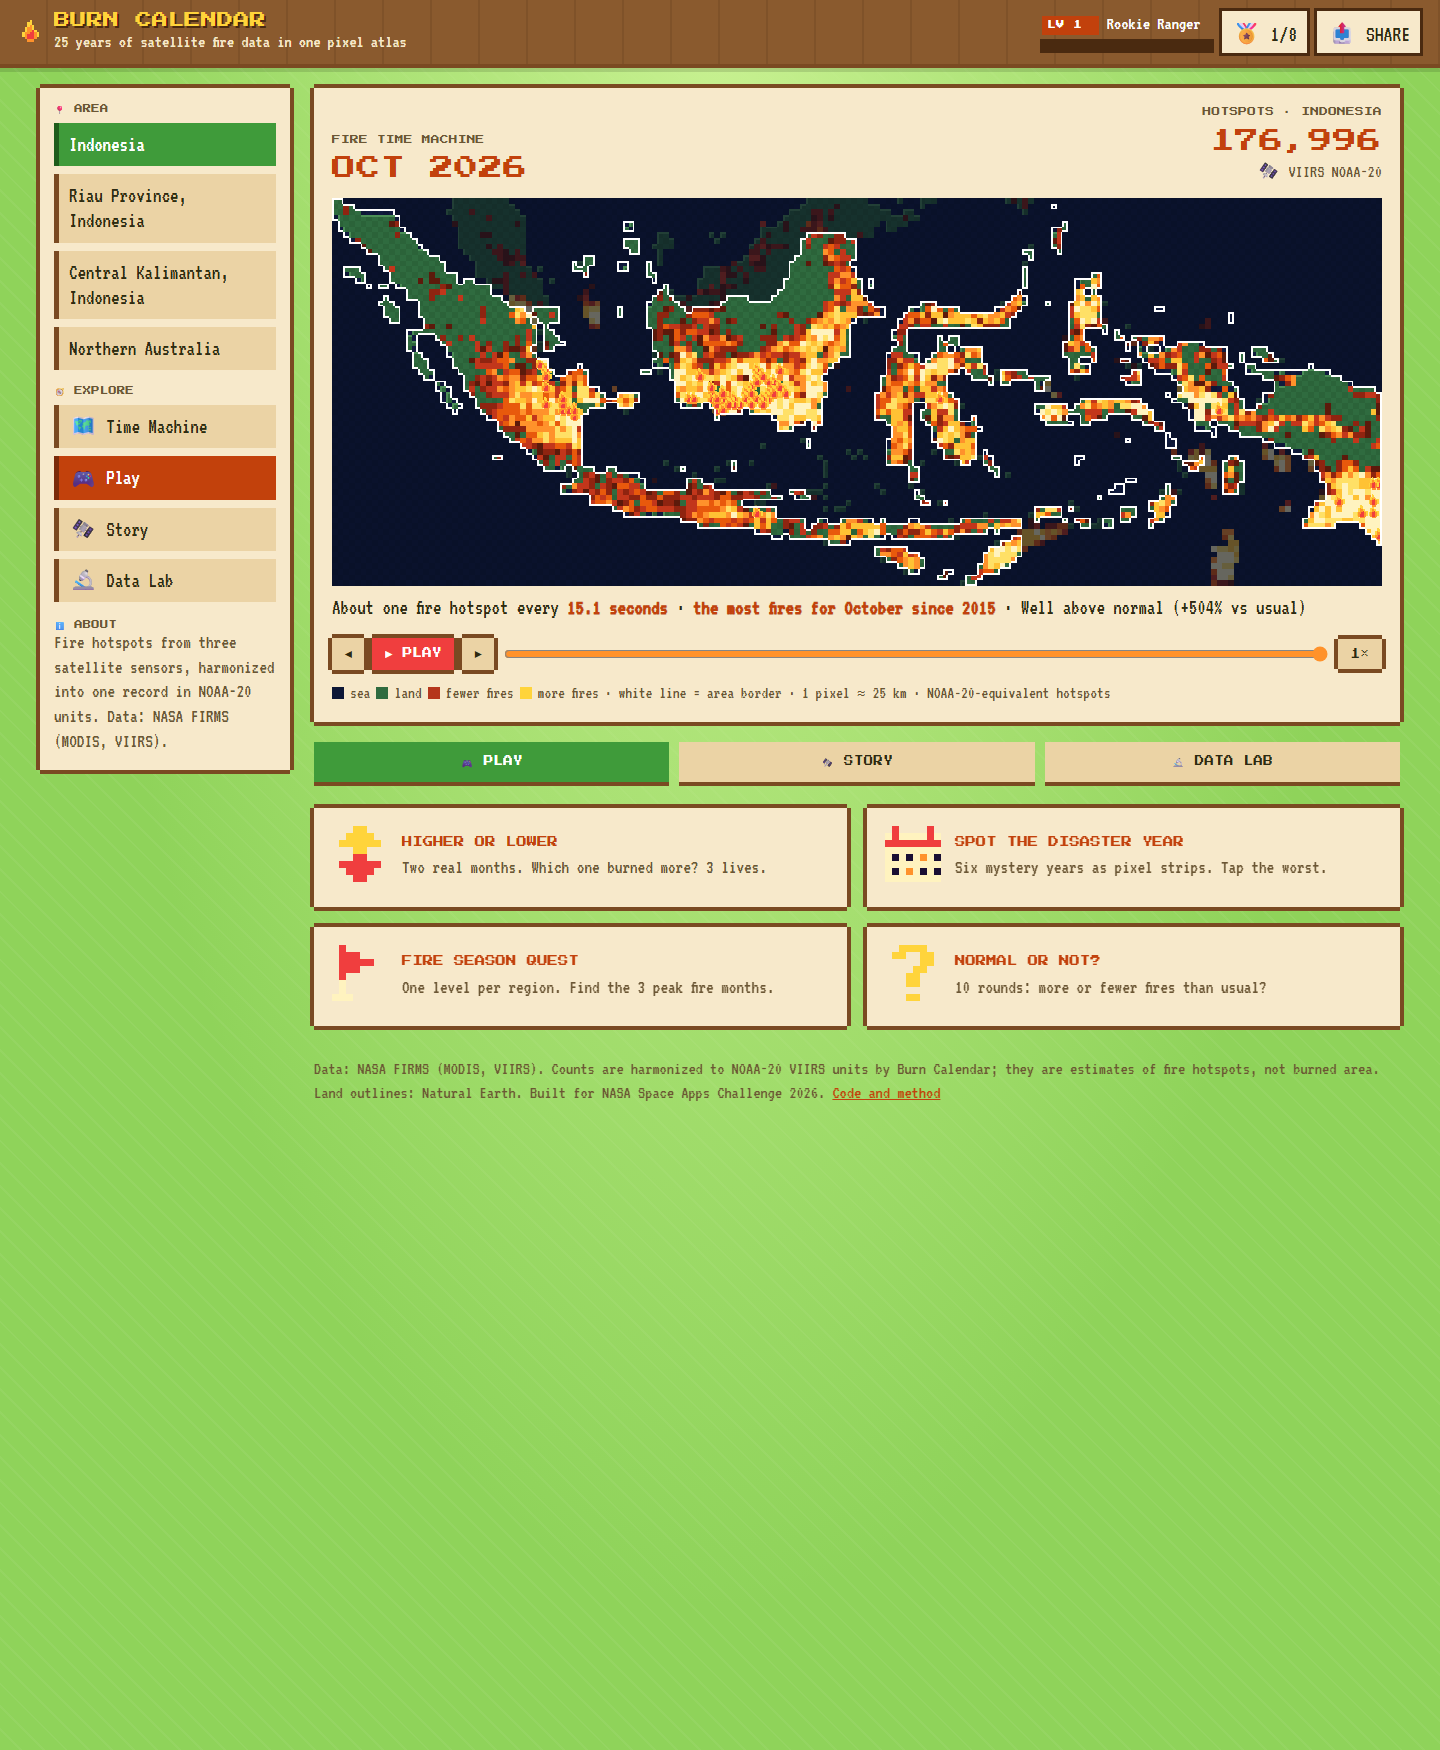 BURN CALENDAR
25 years of satellite fire data in one pixel atlas
LV 1 Rookie Ranger
1/8
SHARE
AREA
Indonesia
Riau Province,
Indonesia
Central Kalimantan,
Indonesia
Northern Australia
EXPLORE
Time Machine
Play
Story
Data Lab
ABOUT
Fire hotspots from three
satellite sensors, harmonized
into one record in NOAA-20
units. Data: NASA FIRMS
(MODIS, VIIRS).
FIRE TIME MACHINE
OCT 2026
HOTSPOTS · INDONESIA
176,996
VIIRS NOAA-20
About one fire hotspot every 15.1 seconds · the most fires for October since 2015 · Well above normal (+504% vs usual)
◀ ▶ PLAY ▶ 1×
sea land fewer fires more fires · white line = area border · 1 pixel ≈ 25 km · NOAA-20-equivalent hotspots
PLAY
STORY
DATA LAB
HIGHER OR LOWER
Two real months. Which one burned more? 3 lives.
SPOT THE DISASTER YEAR
Six mystery years as pixel strips. Tap the worst.
FIRE SEASON QUEST
One level per region. Find the 3 peak fire months.
NORMAL OR NOT?
10 rounds: more or fewer fires than usual?
Data: NASA FIRMS (MODIS, VIIRS). Counts are harmonized to NOAA-20 VIIRS units by Burn Calendar; they are estimates of fire hotspots, not burned area.
Land outlines: Natural Earth. Built for NASA Space Apps Challenge 2026. Code and method